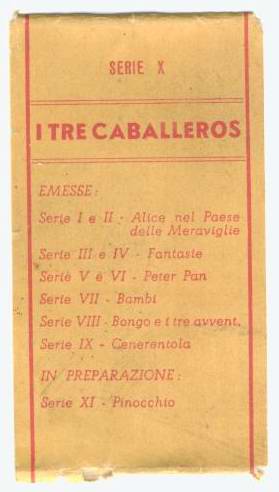 SERIE X
I TRE CABALLEROS
EMESSE:
Serie I e II - Alice nel Paese
delle Meraviglie
Serie III e IV - Fantasie
Serie V e VI - Peter Pan
Serie VII - Bambi
Serie VIII - Bongo e i tre avvent.
Serie IX - Cenerentola
IN PREPARAZIONE:
Serie XI - Pinocchio